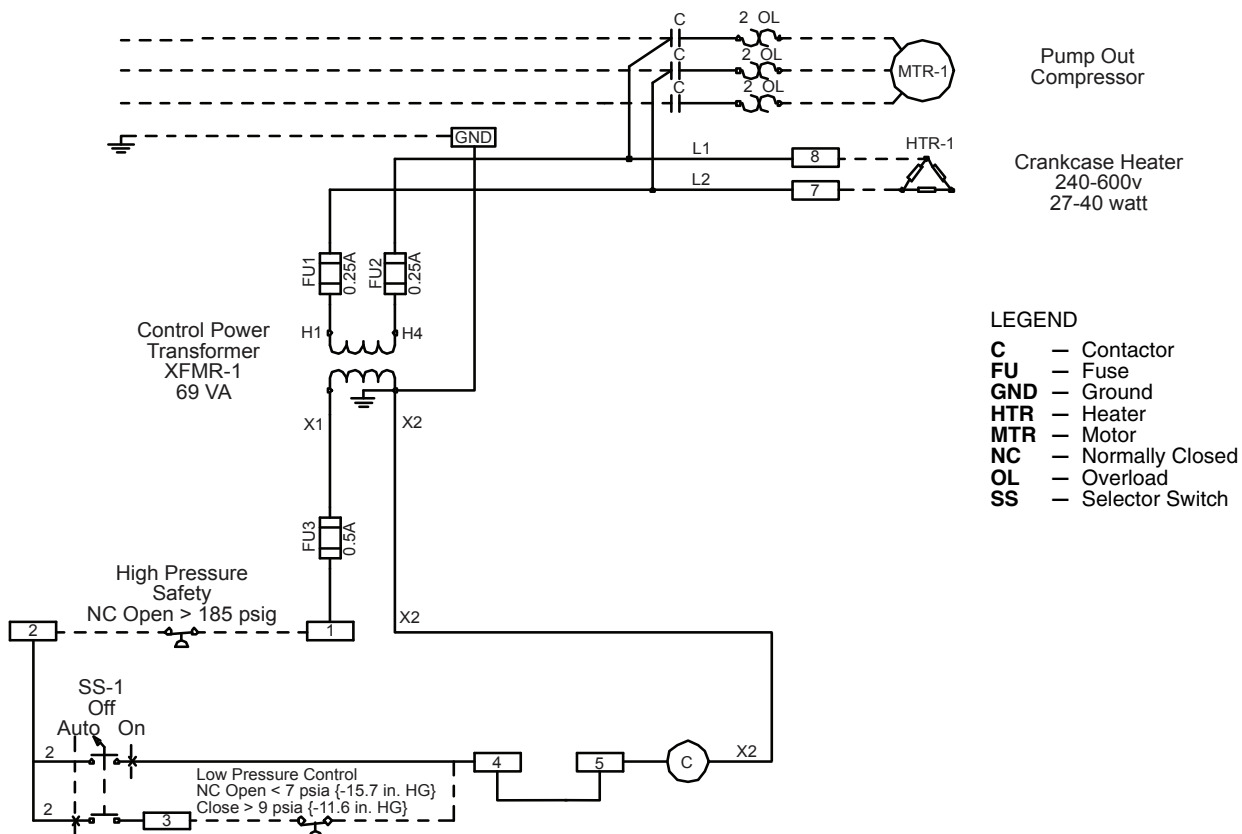 C
2 OL
C
2 OL
C
2 OL
MTR-1
Pump Out
Compressor
GND
L1
8
HTR-1
L2
7
Crankcase Heater
240-600v
27-40 watt
FU1
0.25A
FU2
0.25A
H1
H4
Control Power
Transformer
XFMR-1
69 VA
X1
X2
LEGEND
C — Contactor
FU — Fuse
GND — Ground
HTR — Heater
MTR — Motor
NC — Normally Closed
OL — Overload
SS — Selector Switch
FU3
0.5A
High Pressure
Safety
NC Open > 185 psig
2
1
X2
SS-1
Off
Auto On
2
4
5
C
X2
Low Pressure Control
NC Open < 7 psia {-15.7 in. HG}
Close > 9 psia {-11.6 in. HG}
2
3